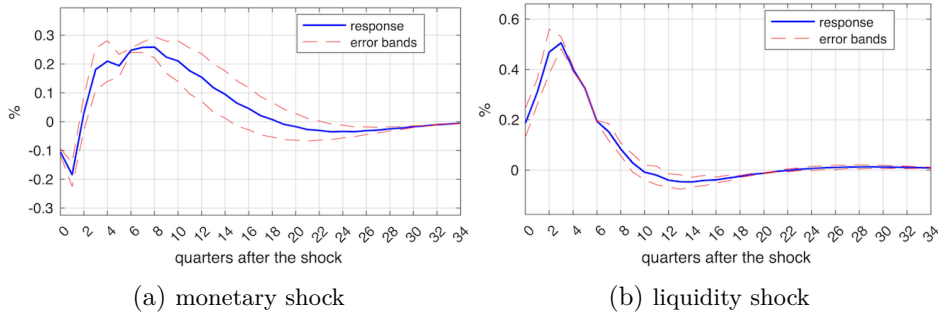 response
error bands
0.3
0.2
0.1
0
-0.1
-0.2
-0.3
%
0 2 4 6 8 10 12 14 16 18 20 22 24 26 28 30 32 34
quarters after the shock
(a) monetary shock
response
error bands
0.6
0.4
0.2
0
%
0 2 4 6 8 10 12 14 16 18 20 22 24 26 28 30 32 34
quarters after the shock
(b) liquidity shock